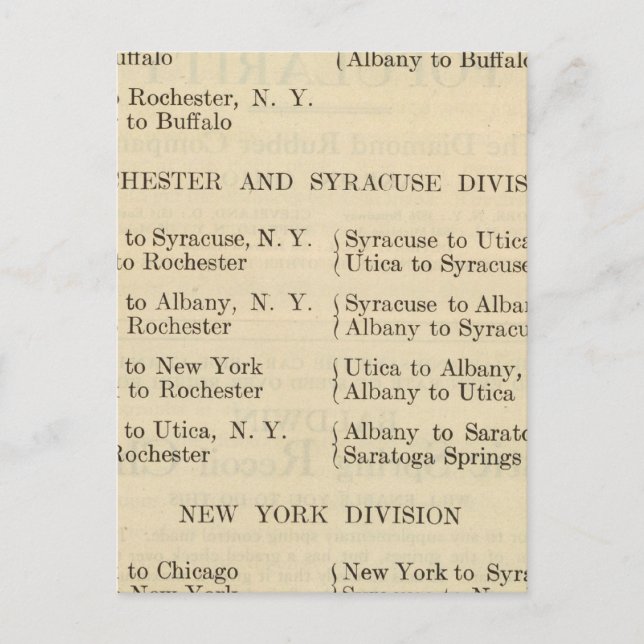 uffalo {Albany to Buffalo
Rochester, N. Y.
to Buffalo
HESTER AND SYRACUSE DIVIS
to Syracuse, N. Y. {Syracuse to Utica
to Rochester {Utica to Syracuse
to Albany, N. Y. {Syracuse to Alban
Rochester {Albany to Syracu
to New York {Utica to Albany,
to Rochester {Albany to Utica
to Utica, N. Y. {Albany to Sarato
Rochester {Saratoga Springs
NEW YORK DIVISION
to Chicago {New York to Syra